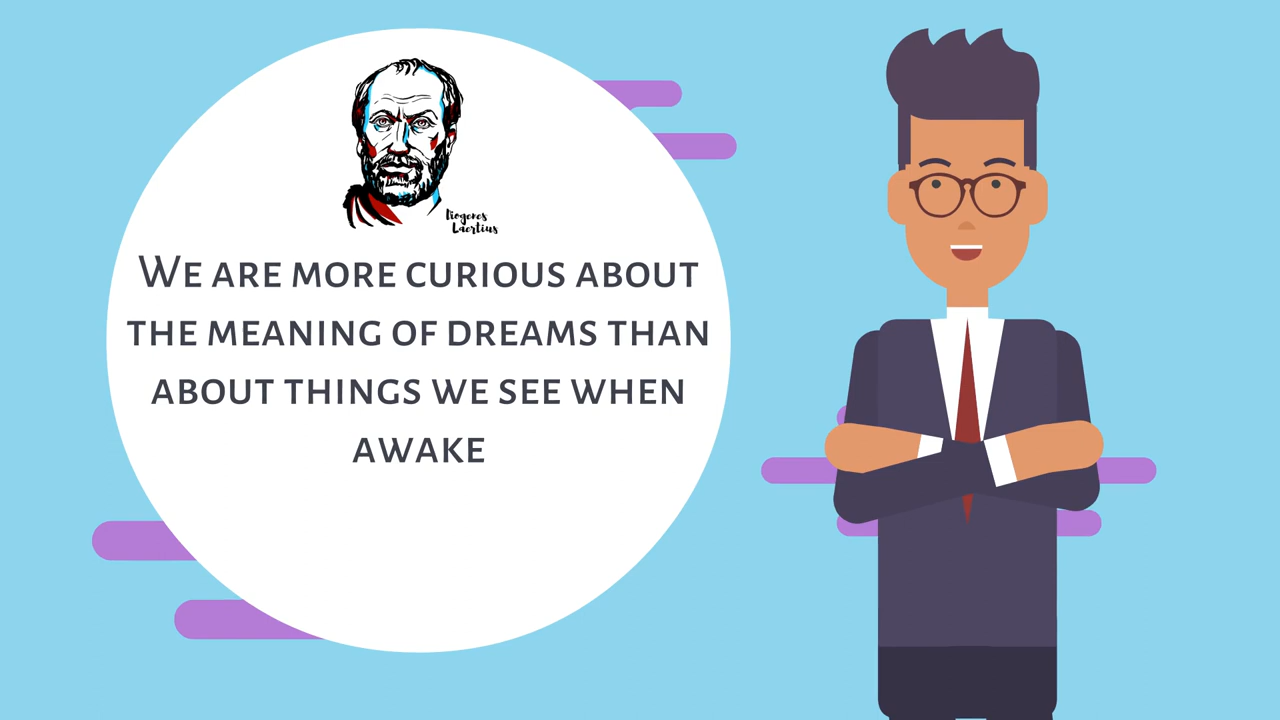 Diogenes
Laertius
We are more curious about
the meaning of dreams than
about things we see when
awake